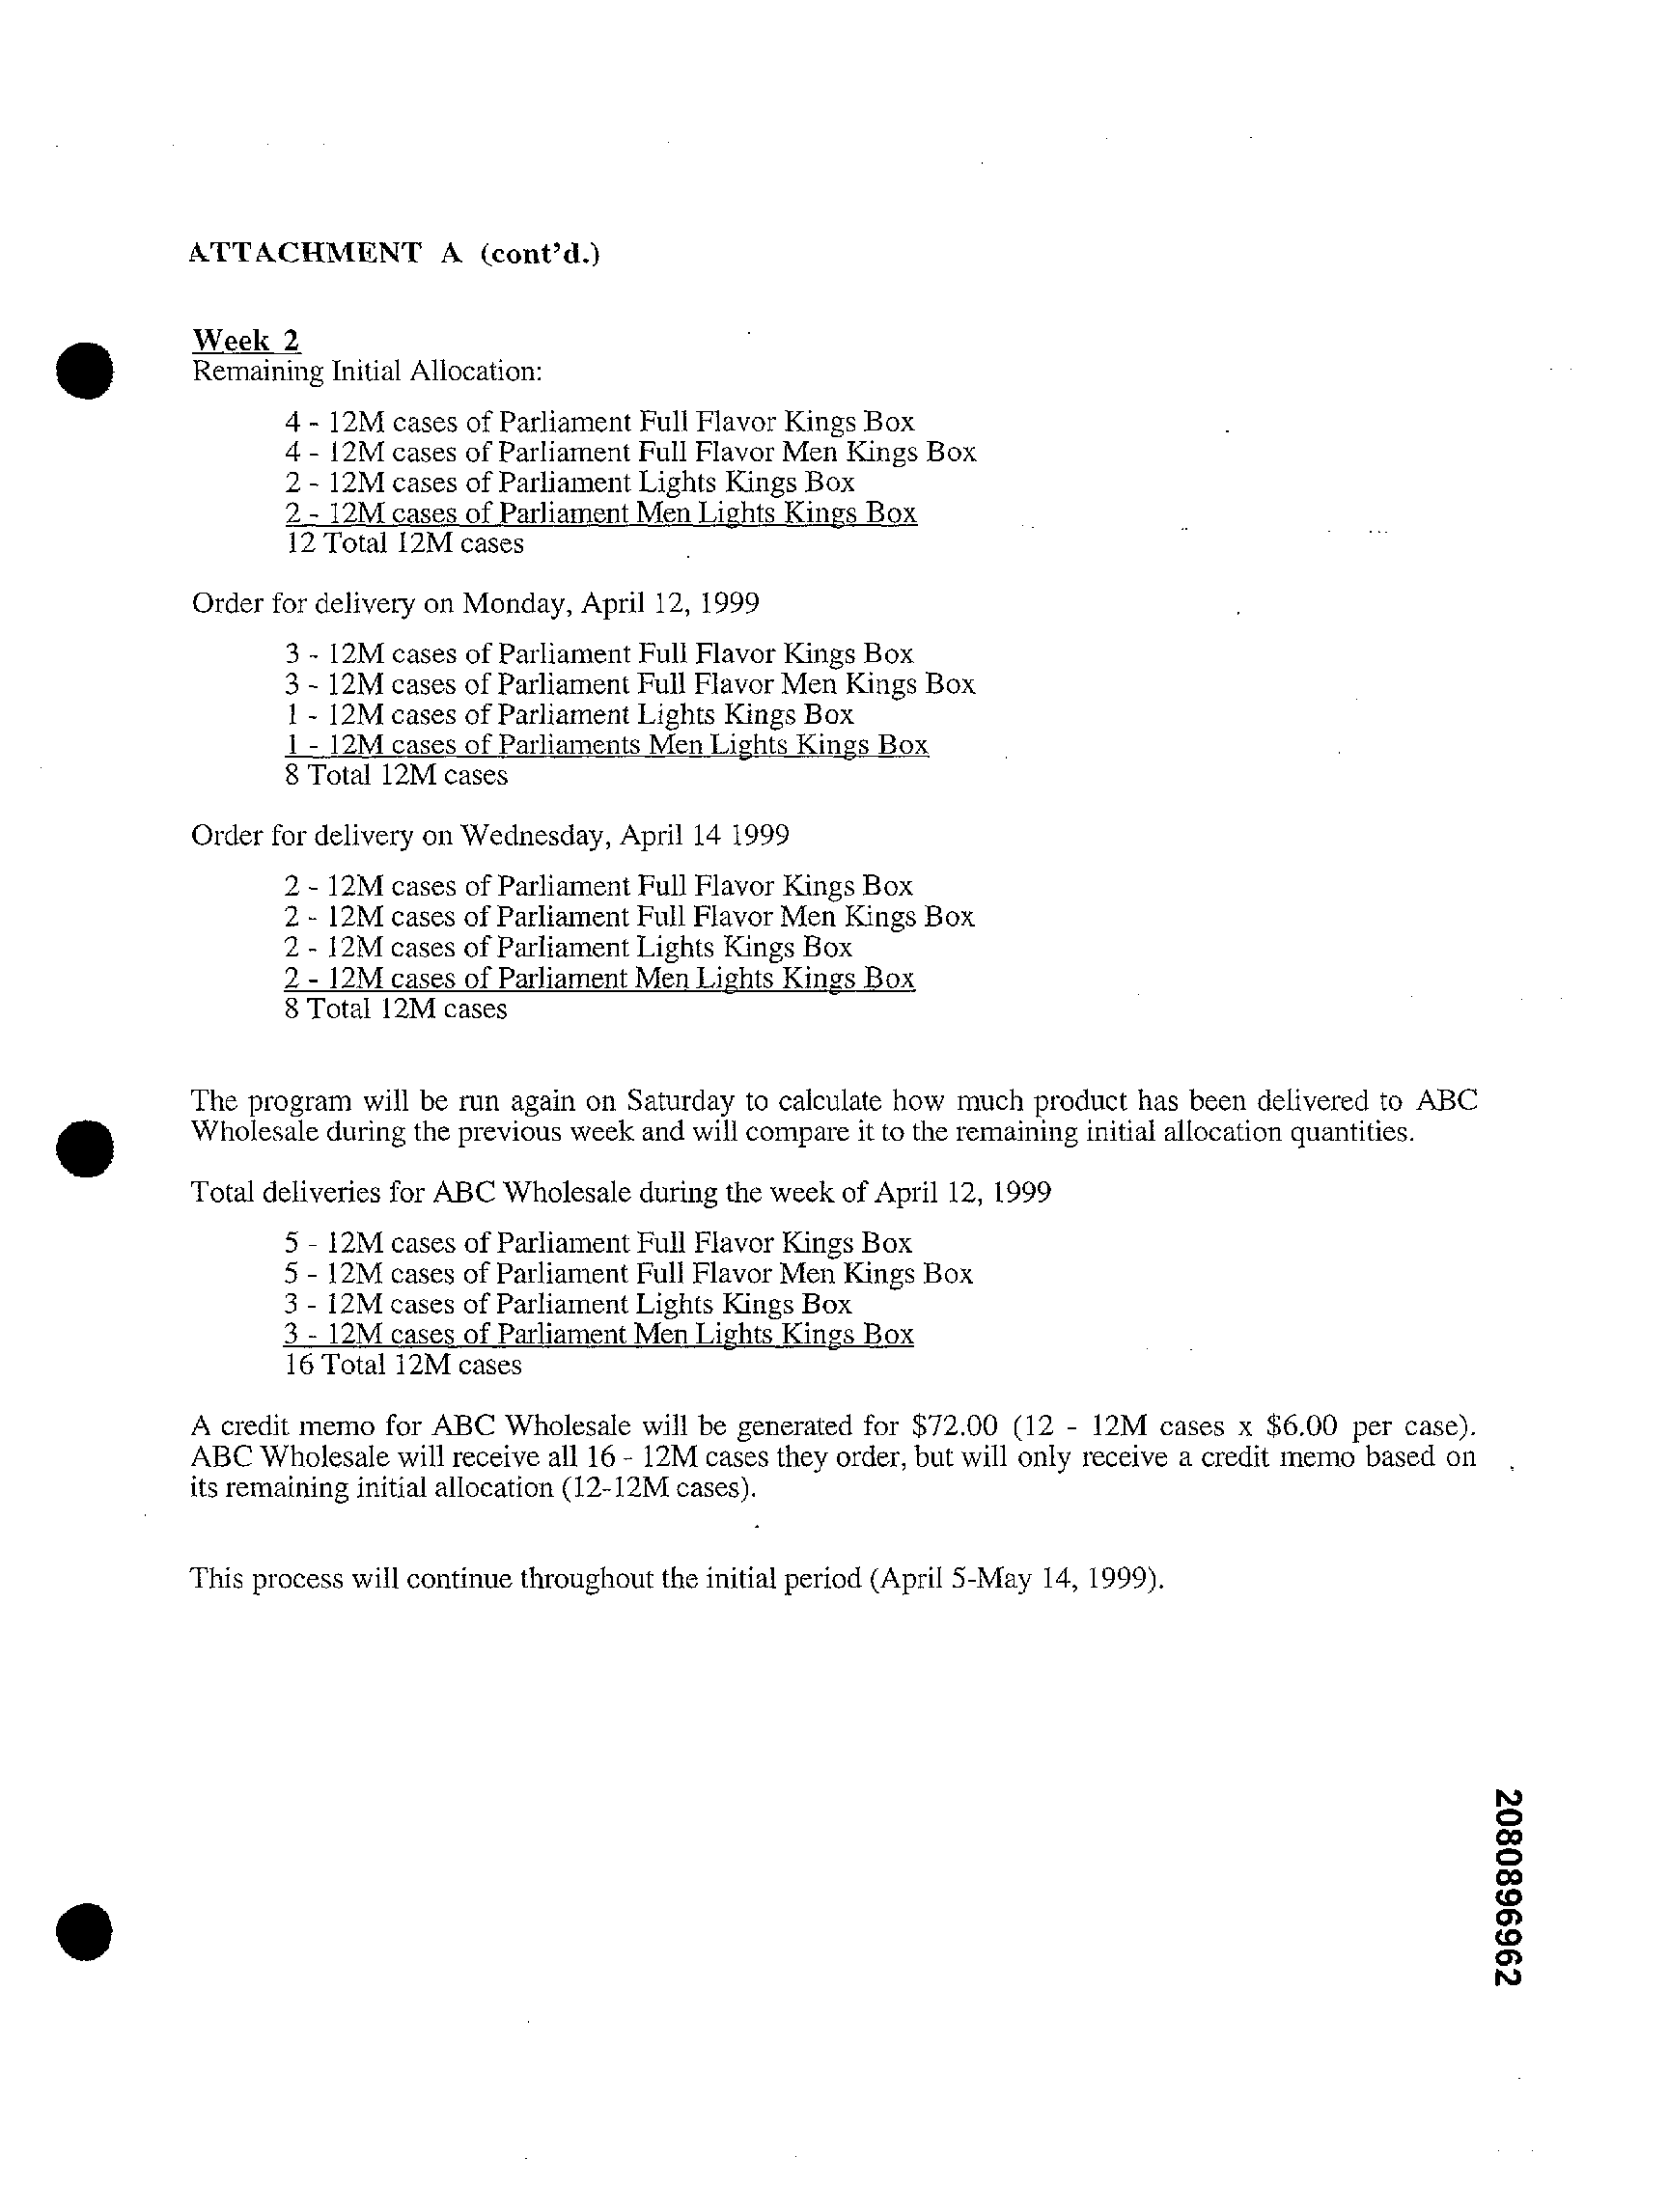 ATTACHMENT A (cont'd.)
Week 2
Remaining Initial Allocation:
4 - 12M cases of Parliament Full Flavor Kings Box
4 - 12M cases of Parliament Full Flavor Men Kings Box
2 - 12M cases of Parliament Lights Kings Box
2 - 12M cases of Parliament Men Lights Kings Box
12 Total 12M cases
Order for delivery on Monday, April 12, 1999
3 - 12M cases of Parliament Full Flavor Kings Box
3 - 12M cases of Parliament Full Flavor Men Kings Box
1 - 12M cases of Parliament Lights Kings Box
1 - 12M cases of Parliaments Men Lights Kings Box
8 Total 12M cases
Order for delivery on Wednesday, April 14 1999
2 - 12M cases of Parliament Full Flavor Kings Box
2 - 12M cases of Parliament Full Flavor Men Kings Box
2 - 12M cases of Parliament Lights Kings Box
2 - 12M cases of Parliament Men Lights Kings Box
8 Total 12M cases
The program will be run again on Saturday to calculate how much product has been delivered to ABC
Wholesale during the previous week and will compare it to the remaining initial allocation quantities.
Total deliveries for ABC Wholesale during the week of April 12, 1999
5 - 12M cases of Parliament Full Flavor Kings Box
5 - 12M cases of Parliament Full Flavor Men Kings Box
3 - 12M cases of Parliament Lights Kings Box
3 - 12M cases of Parliament Men Lights Kings Box
16 Total 12M cases
A credit memo for ABC Wholesale will be generated for $72.00 (12 - 12M cases x $6.00 per case).
ABC Wholesale will receive all 16 - 12M cases they order, but will only receive a credit memo based on
its remaining initial allocation (12-12M cases).
This process will continue throughout the initial period (April 5-May 14, 1999).
2080896962